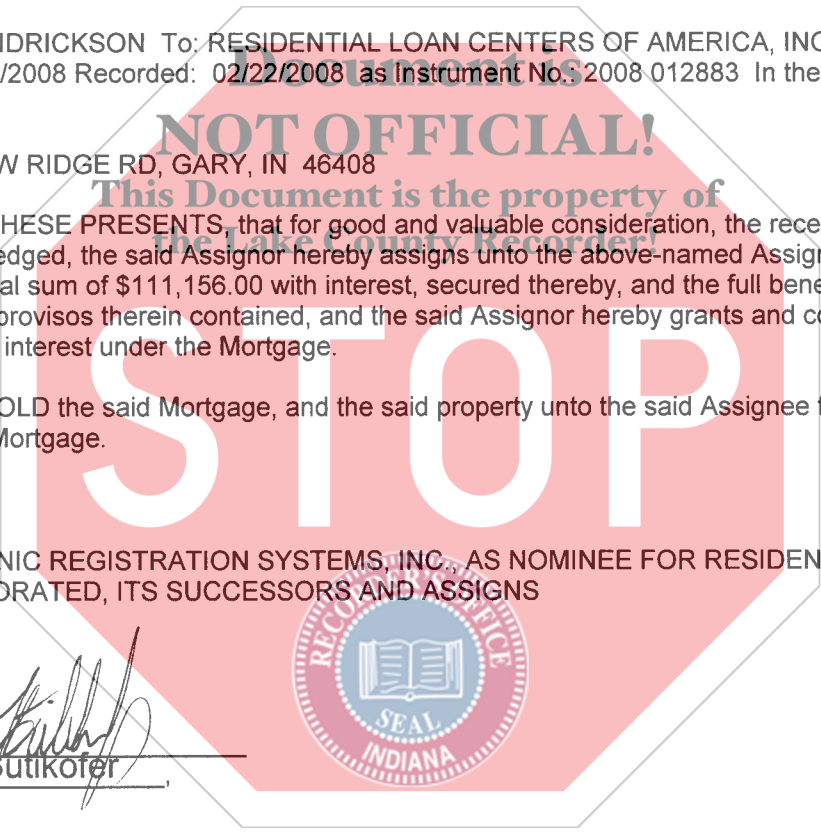 DRICKSON To: RESIDENTIAL LOAN CENTERS OF AMERICA, INC
/2008 Recorded: 02/22/2008 as Instrument No.: 2008 012883 In the
Document is
NOT OFFICIAL!
W RIDGE RD, GARY, IN 46408
This Document is the property of
the Lake County Recorder!
HESE PRESENTS, that for good and valuable consideration, the rece
edged, the said Assignor hereby assigns unto the above-named Assign
al sum of $111,156.00 with interest, secured thereby, and the full bene
provisos therein contained, and the said Assignor hereby grants and co
interest under the Mortgage.
STOP
OLD the said Mortgage, and the said property unto the said Assignee f
Mortgage.
NIC REGISTRATION SYSTEMS, INC., AS NOMINEE FOR RESIDEN
ORATED, ITS SUCCESSORS AND ASSIGNS
RECORDER'S OFFICE
SEAL
INDIANA
Butikofer